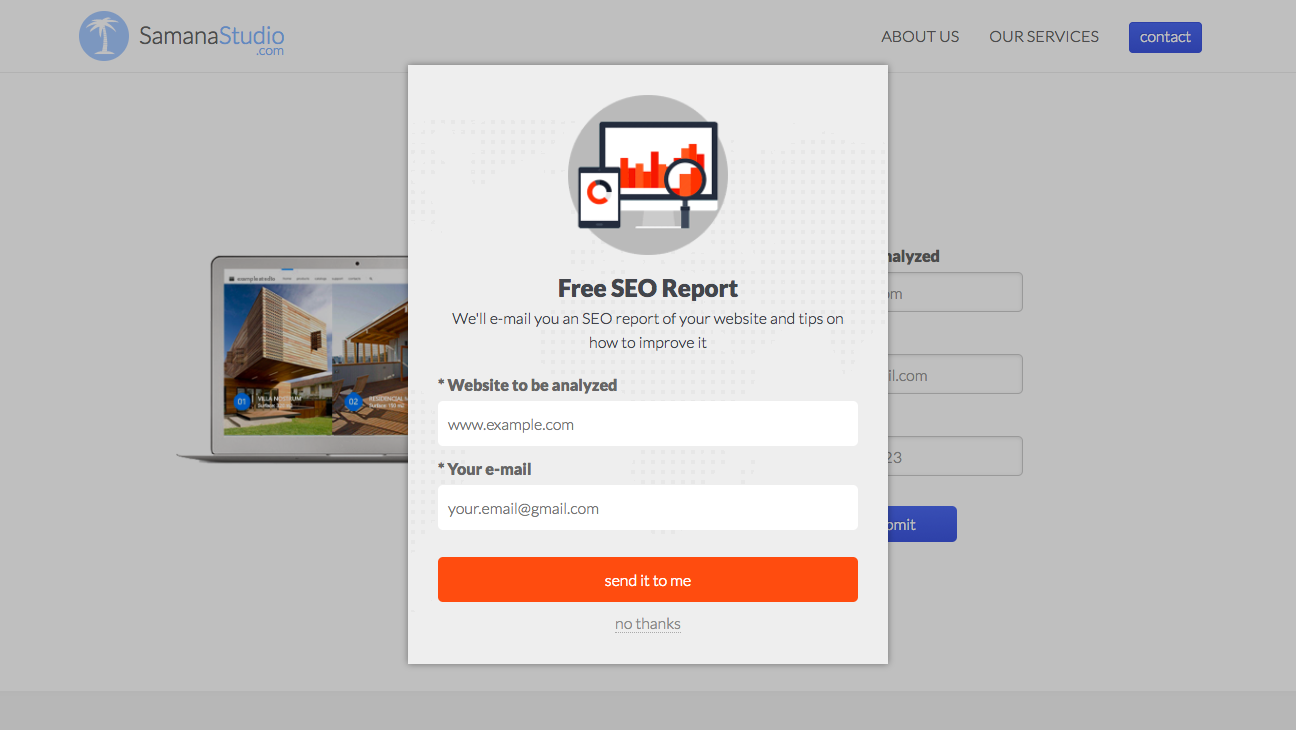 SamanaStudio
.com
ABOUT US
OUR SERVICES
contact
Free SEO Report
We'll e-mail you an SEO report of your website and tips on
how to improve it
* Website to be analyzed
www.example.com
* Your e-mail
your.email@gmail.com
send it to me
no thanks
01
VILLA NOSTRUM
02
RESIDENCIAL M
nalyzed
om
il.com
23
omit